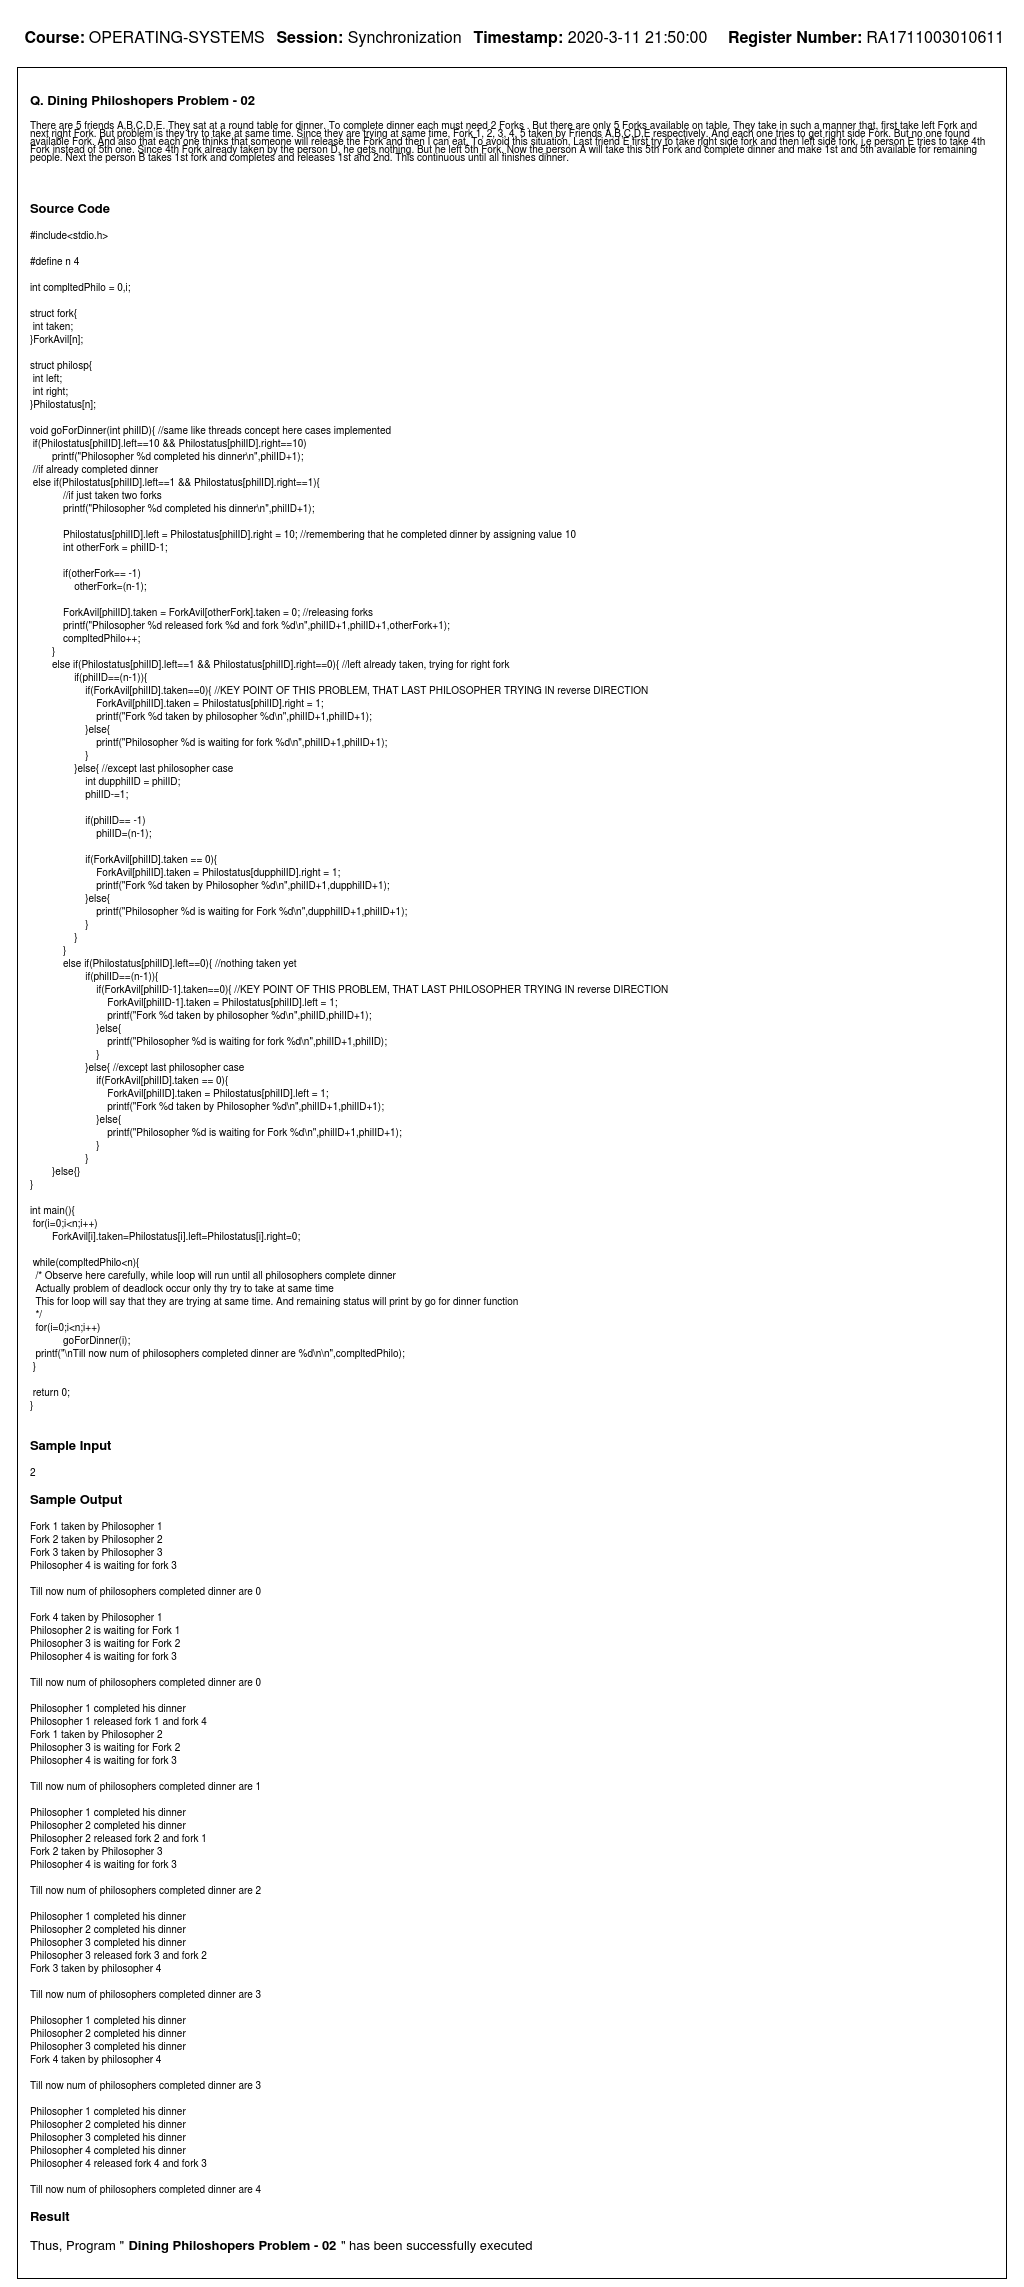 Course: OPERATING-SYSTEMS Session: Synchronization Timestamp: 2020-3-11 21:50:00 Register Number: RA1711003010611
Q. Dining Philoshopers Problem - 02
There are 5 friends A,B,C,D,E. They sat at a round table for dinner. To complete dinner each must need 2 Forks . But there are only 5 Forks available on table. They take in such a manner that, first take left Fork and
next right Fork. But problem is they try to take at same time. Since they are trying at same time, Fork 1, 2, 3, 4, 5 taken by Friends A,B,C,D,E respectively. And each one tries to get right side Fork. But no one found
available Fork. And also that each one thinks that someone will release the Fork and then I can eat. To avoid this situation, Last friend E first try to take right side fork and then left side fork. i.e person E tries to take 4th
Fork instead of 5th one. Since 4th Fork already taken by the person D, he gets nothing. But he left 5th Fork. Now the person A will take this 5th Fork and complete dinner and make 1st and 5th available for remaining
people. Next the person B takes 1st fork and completes and releases 1st and 2nd. This continuous until all finishes dinner.
Source Code
#include<stdio.h>
#define n 4
int compltedPhilo = 0,i;
struct fork{
int taken;
}ForkAvil[n];
struct philosp{
int left;
int right;
}Philostatus[n];
void goForDinner(int philID){ //same like threads concept here cases implemented
if(Philostatus[philID].left==10 && Philostatus[philID].right==10)
printf("Philosopher %d completed his dinner\n",philID+1);
//if already completed dinner
else if(Philostatus[philID].left==1 && Philostatus[philID].right==1){
//if just taken two forks
printf("Philosopher %d completed his dinner\n",philID+1);
Philostatus[philID].left = Philostatus[philID].right = 10; //remembering that he completed dinner by assigning value 10
int otherFork = philID-1;
if(otherFork== -1)
otherFork=(n-1);
ForkAvil[philID].taken = ForkAvil[otherFork].taken = 0; //releasing forks
printf("Philosopher %d released fork %d and fork %d\n",philID+1,philID+1,otherFork+1);
compltedPhilo++;
}
else if(Philostatus[philID].left==1 && Philostatus[philID].right==0){ //left already taken, trying for right fork
if(philID==(n-1)){
if(ForkAvil[philID].taken==0){ //KEY POINT OF THIS PROBLEM, THAT LAST PHILOSOPHER TRYING IN reverse DIRECTION
ForkAvil[philID].taken = Philostatus[philID].right = 1;
printf("Fork %d taken by philosopher %d\n",philID+1,philID+1);
}else{
printf("Philosopher %d is waiting for fork %d\n",philID+1,philID+1);
}
}else{ //except last philosopher case
int dupphilID = philID;
philID-=1;
if(philID== -1)
philID=(n-1);
if(ForkAvil[philID].taken == 0){
ForkAvil[philID].taken = Philostatus[dupphilID].right = 1;
printf("Fork %d taken by Philosopher %d\n",philID+1,dupphilID+1);
}else{
printf("Philosopher %d is waiting for Fork %d\n",dupphilID+1,philID+1);
}
}
}
else if(Philostatus[philID].left==0){ //nothing taken yet
if(philID==(n-1)){
if(ForkAvil[philID-1].taken==0){ //KEY POINT OF THIS PROBLEM, THAT LAST PHILOSOPHER TRYING IN reverse DIRECTION
ForkAvil[philID-1].taken = Philostatus[philID].left = 1;
printf("Fork %d taken by philosopher %d\n",philID,philID+1);
}else{
printf("Philosopher %d is waiting for fork %d\n",philID+1,philID);
}
}else{ //except last philosopher case
if(ForkAvil[philID].taken == 0){
ForkAvil[philID].taken = Philostatus[philID].left = 1;
printf("Fork %d taken by Philosopher %d\n",philID+1,philID+1);
}else{
printf("Philosopher %d is waiting for Fork %d\n",philID+1,philID+1);
}
}
}else{}
}
int main(){
for(i=0;i<n;i++)
ForkAvil[i].taken=Philostatus[i].left=Philostatus[i].right=0;
while(compltedPhilo<n){
/* Observe here carefully, while loop will run until all philosophers complete dinner
Actually problem of deadlock occur only thy try to take at same time
This for loop will say that they are trying at same time. And remaining status will print by go for dinner function
*/
for(i=0;i<n;i++)
goForDinner(i);
printf("\nTill now num of philosophers completed dinner are %d\n\n",compltedPhilo);
}
return 0;
}
Sample Input
2
Sample Output
Fork 1 taken by Philosopher 1
Fork 2 taken by Philosopher 2
Fork 3 taken by Philosopher 3
Philosopher 4 is waiting for fork 3
Till now num of philosophers completed dinner are 0
Fork 4 taken by Philosopher 1
Philosopher 2 is waiting for Fork 1
Philosopher 3 is waiting for Fork 2
Philosopher 4 is waiting for fork 3
Till now num of philosophers completed dinner are 0
Philosopher 1 completed his dinner
Philosopher 1 released fork 1 and fork 4
Fork 1 taken by Philosopher 2
Philosopher 3 is waiting for Fork 2
Philosopher 4 is waiting for fork 3
Till now num of philosophers completed dinner are 1
Philosopher 1 completed his dinner
Philosopher 2 completed his dinner
Philosopher 2 released fork 2 and fork 1
Fork 2 taken by Philosopher 3
Philosopher 4 is waiting for fork 3
Till now num of philosophers completed dinner are 2
Philosopher 1 completed his dinner
Philosopher 2 completed his dinner
Philosopher 3 completed his dinner
Philosopher 3 released fork 3 and fork 2
Fork 3 taken by philosopher 4
Till now num of philosophers completed dinner are 3
Philosopher 1 completed his dinner
Philosopher 2 completed his dinner
Philosopher 3 completed his dinner
Fork 4 taken by philosopher 4
Till now num of philosophers completed dinner are 3
Philosopher 1 completed his dinner
Philosopher 2 completed his dinner
Philosopher 3 completed his dinner
Philosopher 4 completed his dinner
Philosopher 4 released fork 4 and fork 3
Till now num of philosophers completed dinner are 4
Result
Thus, Program " Dining Philoshopers Problem - 02 " has been successfully executed